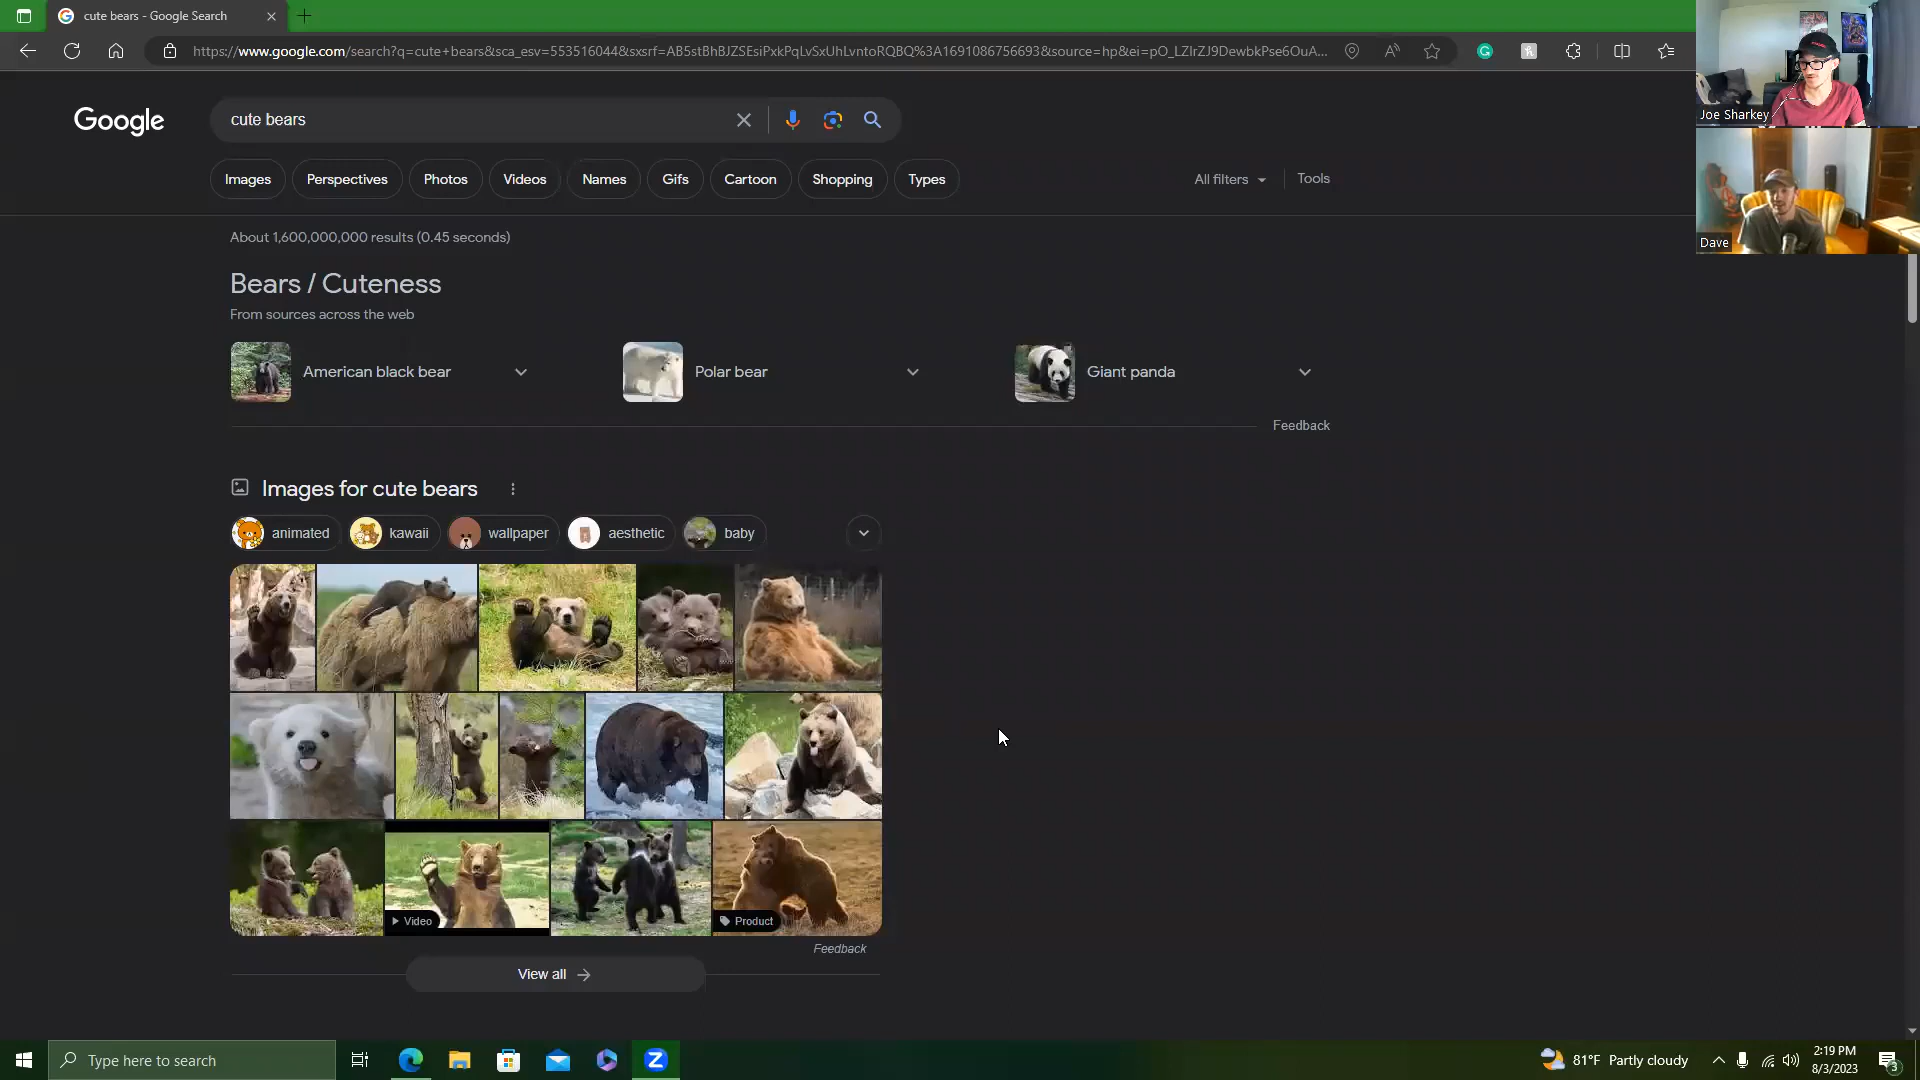 cute bears - Google Search
https://www.google.com/search?q=cute+bears&sca_esv=553516044&sxsrf=AB5stBhBJZSEsiPxkPqLvSxUhLvntoRQBQ%3A1691086756693&source=hp&ei=pO_LZIrZJ9DewbkPse6OuA...
Google
cute bears
Images
Perspectives
Photos
Videos
Names
Gifs
Cartoon
Shopping
Types
All filters
Tools
Joe Sharkey
Dave
About 1,600,000,000 results (0.45 seconds)
Bears / Cuteness
From sources across the web
American black bear
Polar bear
Giant panda
Feedback
Images for cute bears
animated
kawaii
wallpaper
aesthetic
baby
Video
Product
Feedback
View all
Type here to search
Z
81°F Partly cloudy
2:19 PM
8/3/2023
3